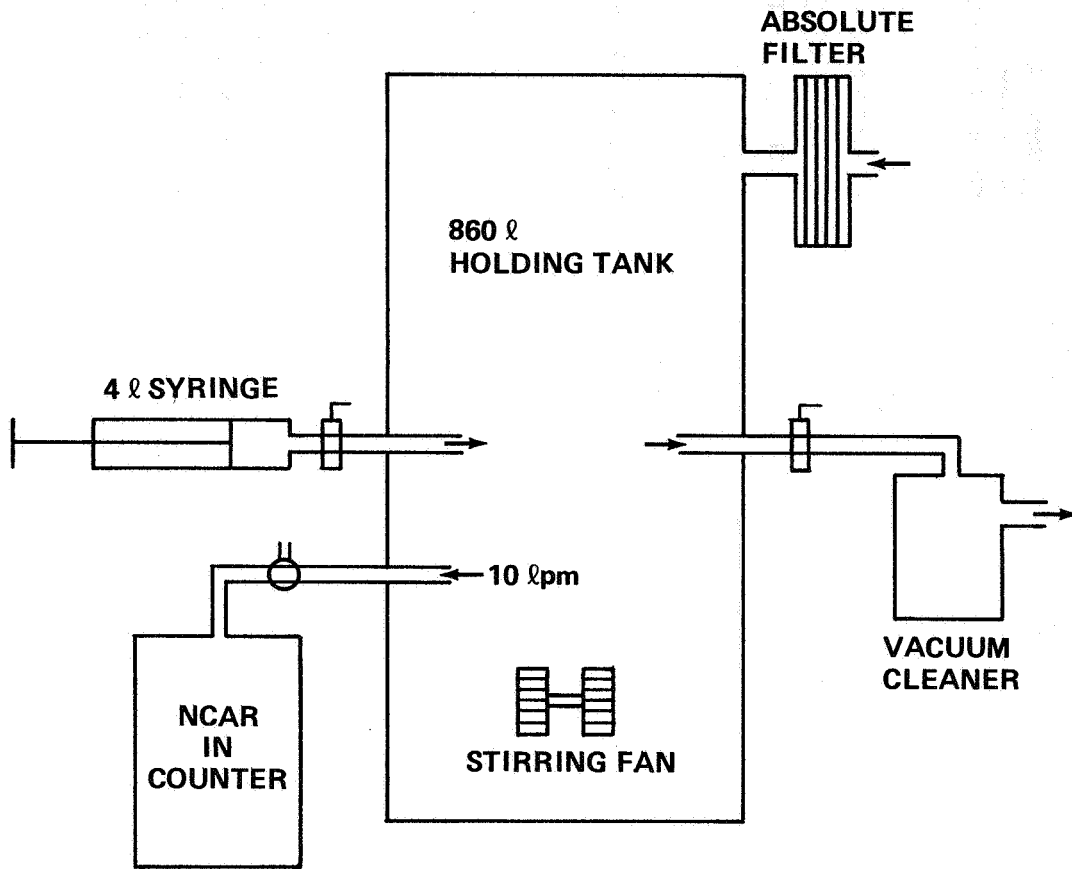 ABSOLUTE
FILTER
860 ℓ
HOLDING TANK
4 ℓ SYRINGE
10 ℓpm
VACUUM
CLEANER
NCAR
IN
COUNTER
STIRRING FAN